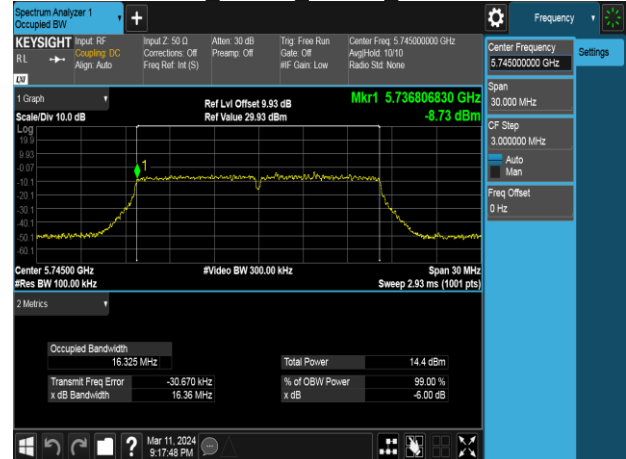 Spectrum Analyzer 1
Occupied BW
Frequency
KEYSIGHT
Input: RF
Coupling: DC
Align: Auto
RL
LXI
Input Z: 50 Ω
Corrections: Off
Freq Ref: Int (S)
Atten: 30 dB
Preamp: Off
Trig: Free Run
Gate: Off
#IF Gain: Low
Center Freq: 5.745000000 GHz
Avg|Hold: 10/10
Radio Std: None
Center Frequency
5.745000000 GHz
Settings
Span
30.000 MHz
CF Step
3.000000 MHz
Auto
Man
Freq Offset
0 Hz
1 Graph
Scale/Div 10.0 dB
Ref Lvl Offset 9.93 dB
Ref Value 29.93 dBm
Mkr1 5.736806830 GHz
-8.73 dBm
Log
19.9
9.93
-0.07
-10.1
-20.1
-30.1
-40.1
-50.1
-60.1
1
Center 5.74500 GHz
#Res BW 100.00 kHz
#Video BW 300.00 kHz
Span 30 MHz
Sweep 2.93 ms (1001 pts)
2 Metrics
Occupied Bandwidth
16.325 MHz
Transmit Freq Error -30.670 kHz
x dB Bandwidth 16.36 MHz
Total Power 14.4 dBm
% of OBW Power 99.00 %
x dB -6.00 dB
?
Mar 11, 2024
9:17:48 PM